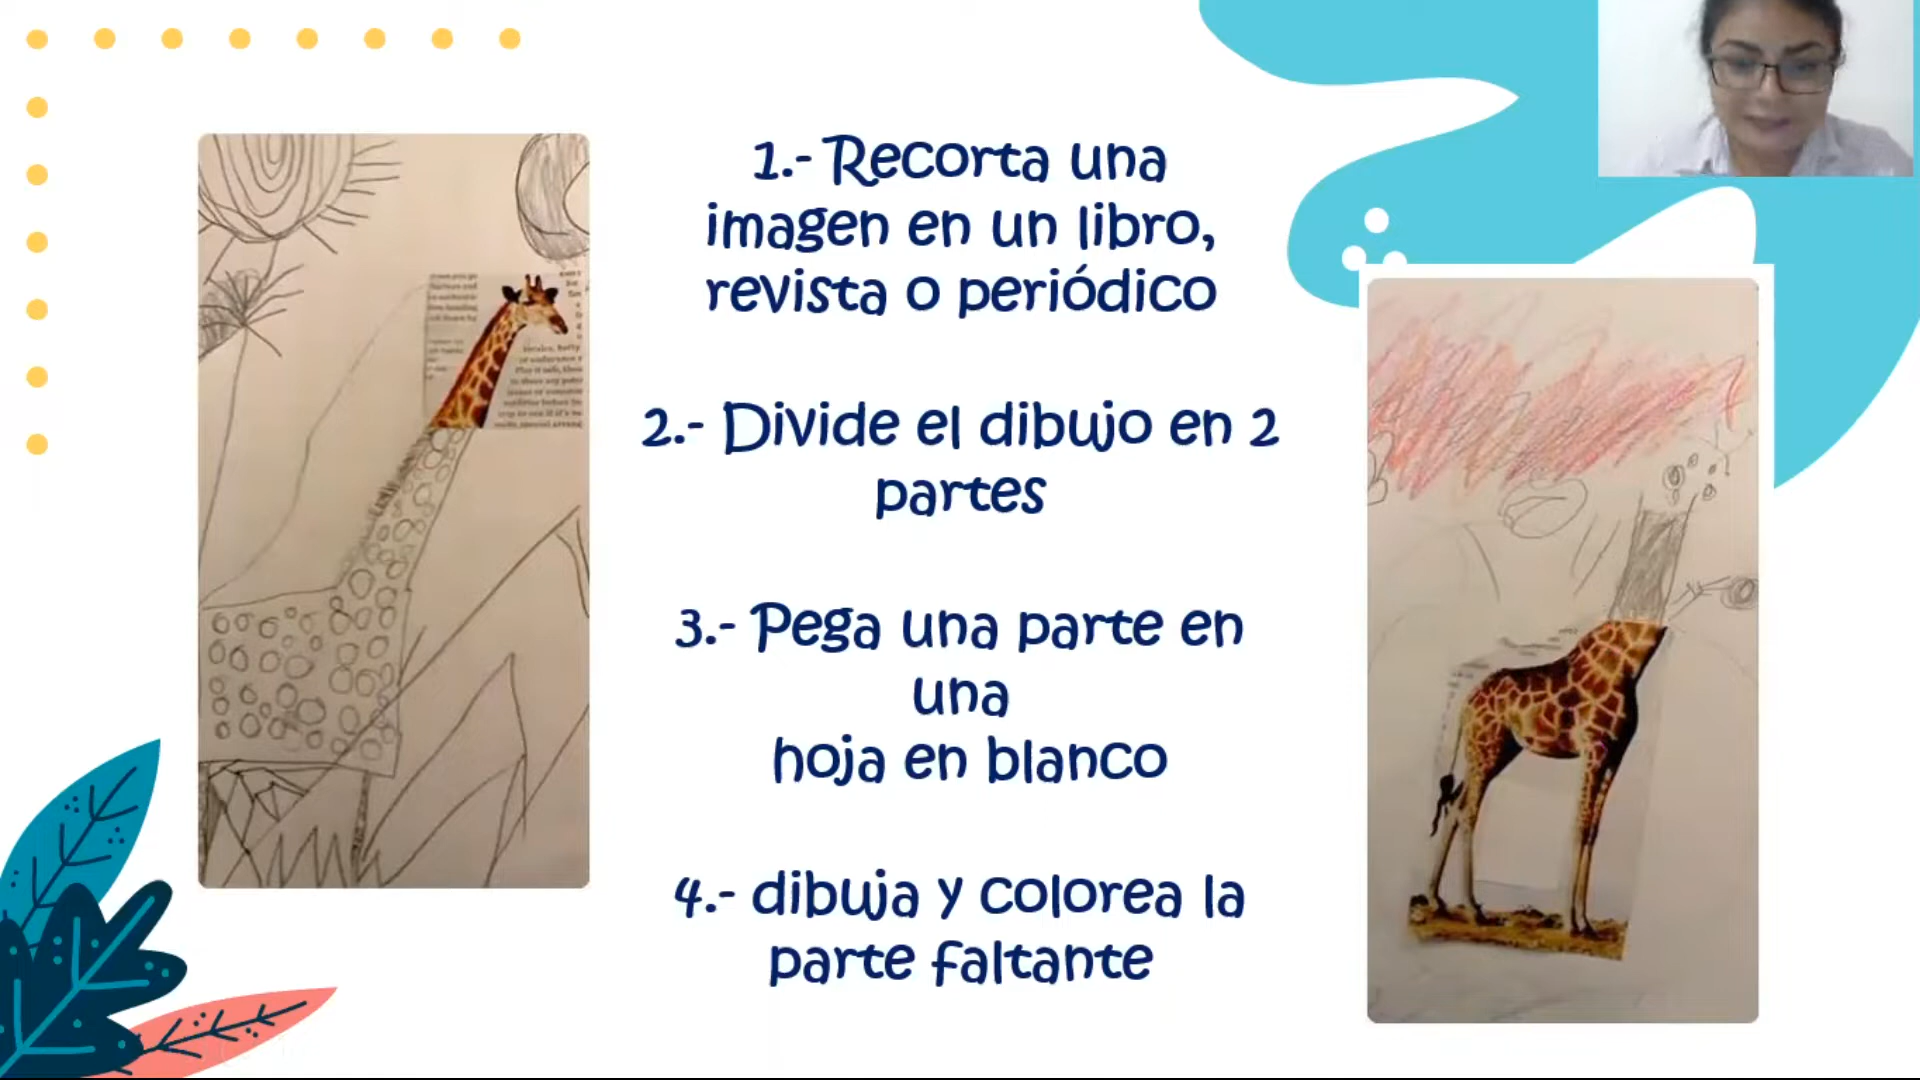 1.- Recorta una
imagen en un libro,
revista o periódico
2.- Divide el dibujo en 2
partes
3.- Pega una parte en
una
hoja en blanco
4.- dibuja y colorea la
parte faltante